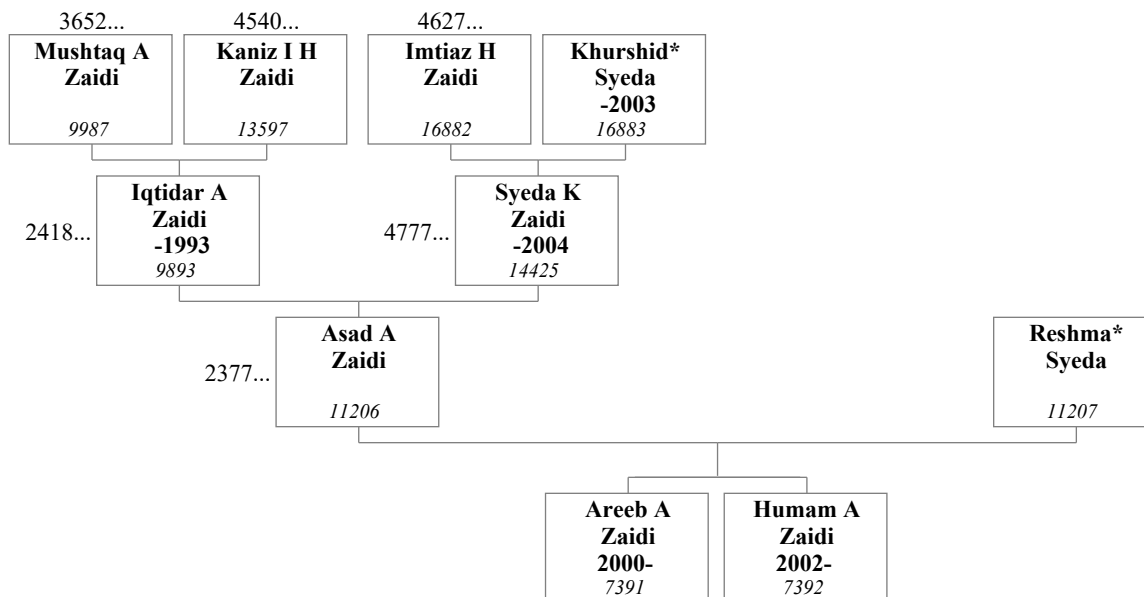 3652...
4540...
4627...
Mushtaq A
Zaidi
9987
Kaniz I H
Zaidi
13597
Imtiaz H
Zaidi
16882
Khurshid*
Syeda
-2003
16883
2418...
Iqtidar A
Zaidi
-1993
9893
4777...
Syeda K
Zaidi
-2004
14425
2377...
Asad A
Zaidi
11206
Reshma*
Syeda
11207
Areeb A
Zaidi
2000-
7391
Humam A
Zaidi
2002-
7392